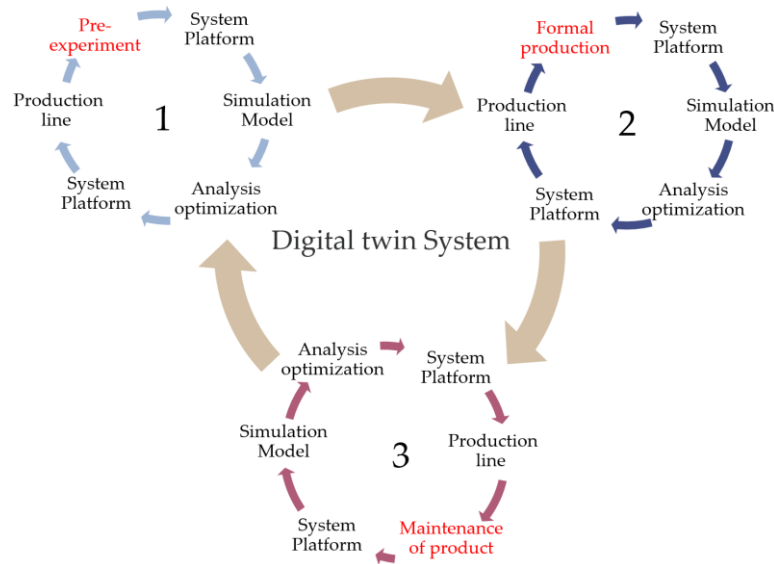 Pre-
experiment
System
Platform
Simulation
Model
Analysis
optimization
System
Platform
Production
line
1
Formal
production
System
Platform
Simulation
Model
Analysis
optimization
System
Platform
Production
line
2
Digital twin System
Analysis
optimization
System
Platform
Production
line
Maintenance
of product
System
Platform
Simulation
Model
3